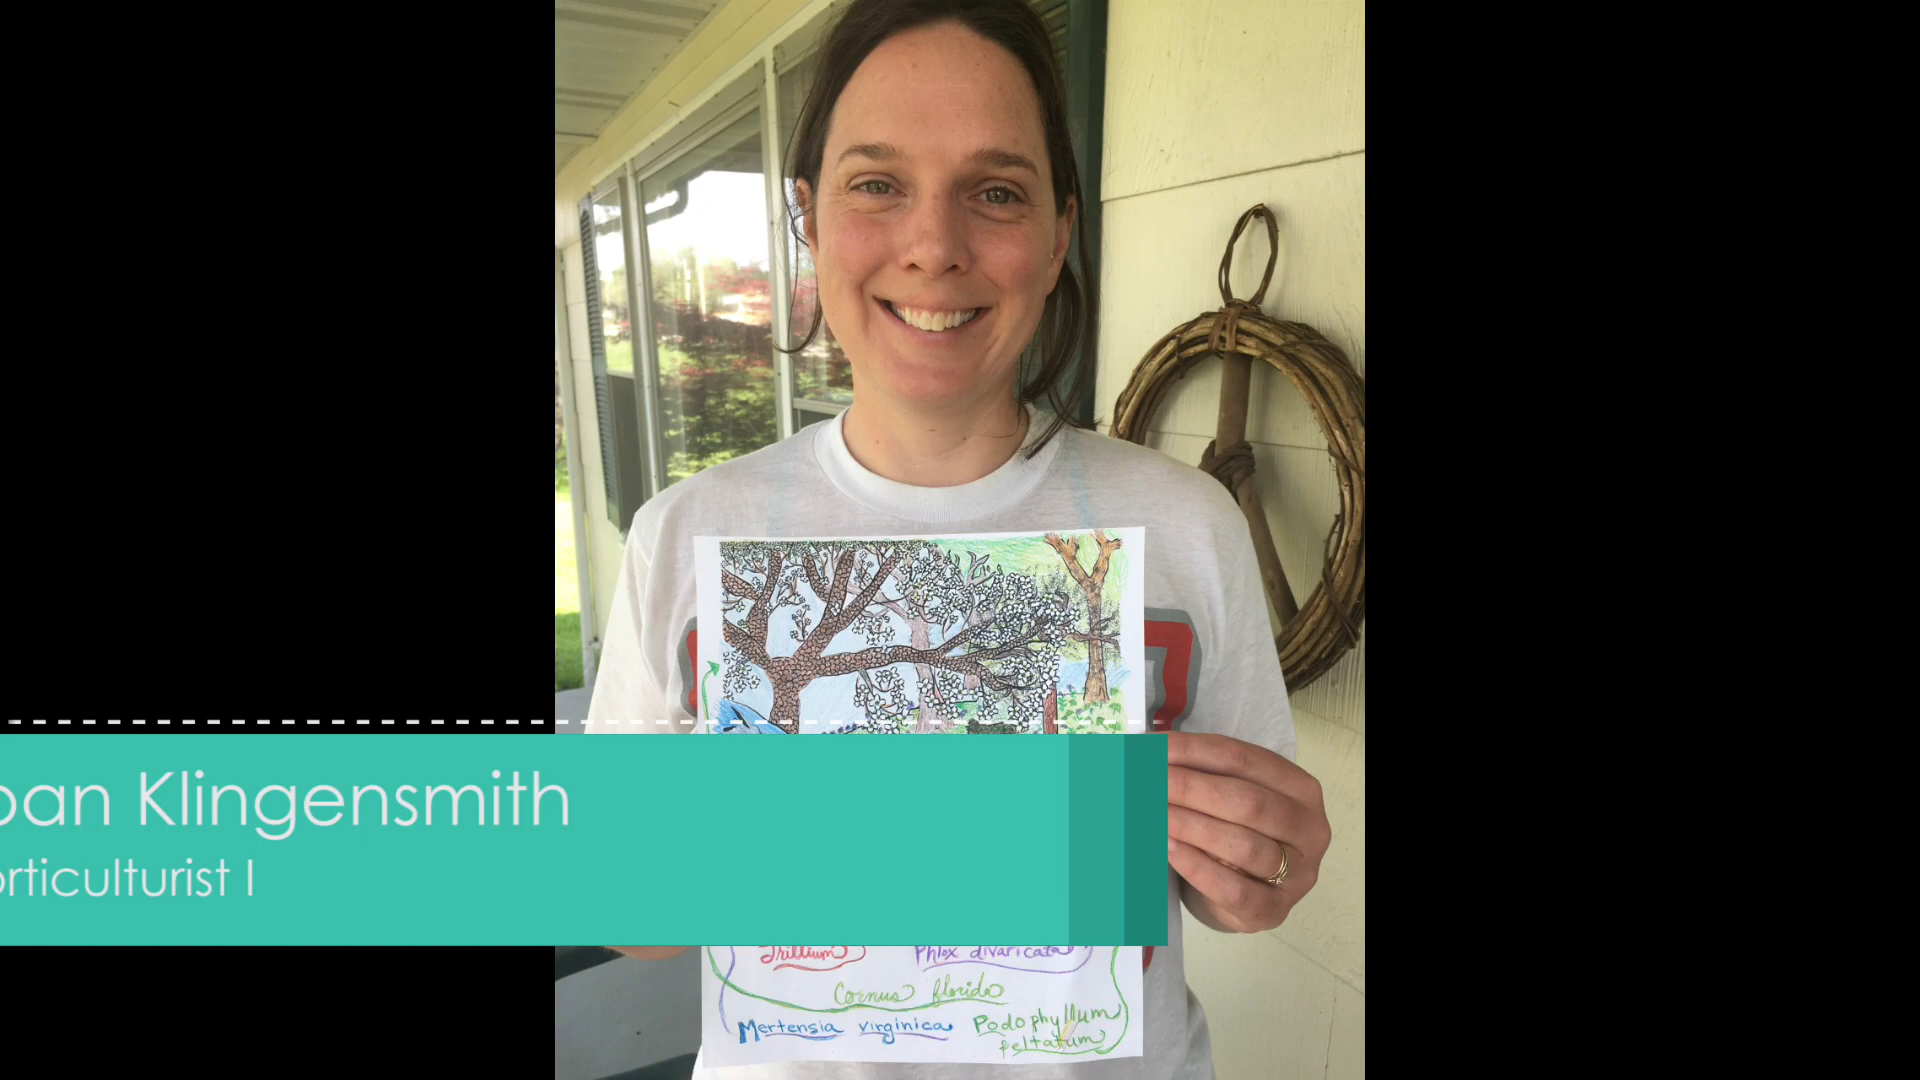 oan Klingensmith
orticulturist I
Trillium Phlox divaricata
Cornus florida
Mertensia virginica Podophyllum
peltatum